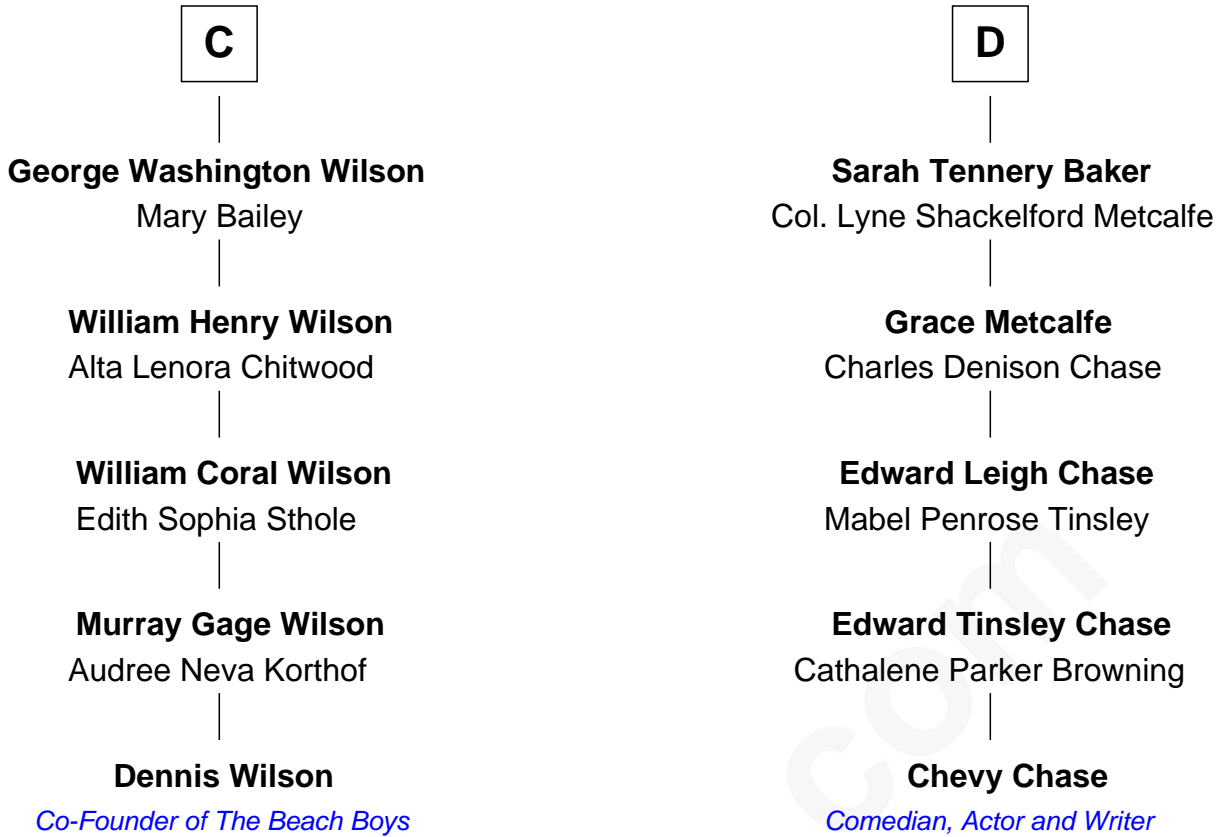 C
George Washington Wilson
Mary Bailey
William Henry Wilson
Alta Lenora Chitwood
William Coral Wilson
Edith Sophia Sthole
Murray Gage Wilson
Audree Neva Korthof
Dennis Wilson
Co-Founder of The Beach Boys
D
Sarah Tennery Baker
Col. Lyne Shackelford Metcalfe
Grace Metcalfe
Charles Denison Chase
Edward Leigh Chase
Mabel Penrose Tinsley
Edward Tinsley Chase
Cathalene Parker Browning
Chevy Chase
Comedian, Actor and Writer
com